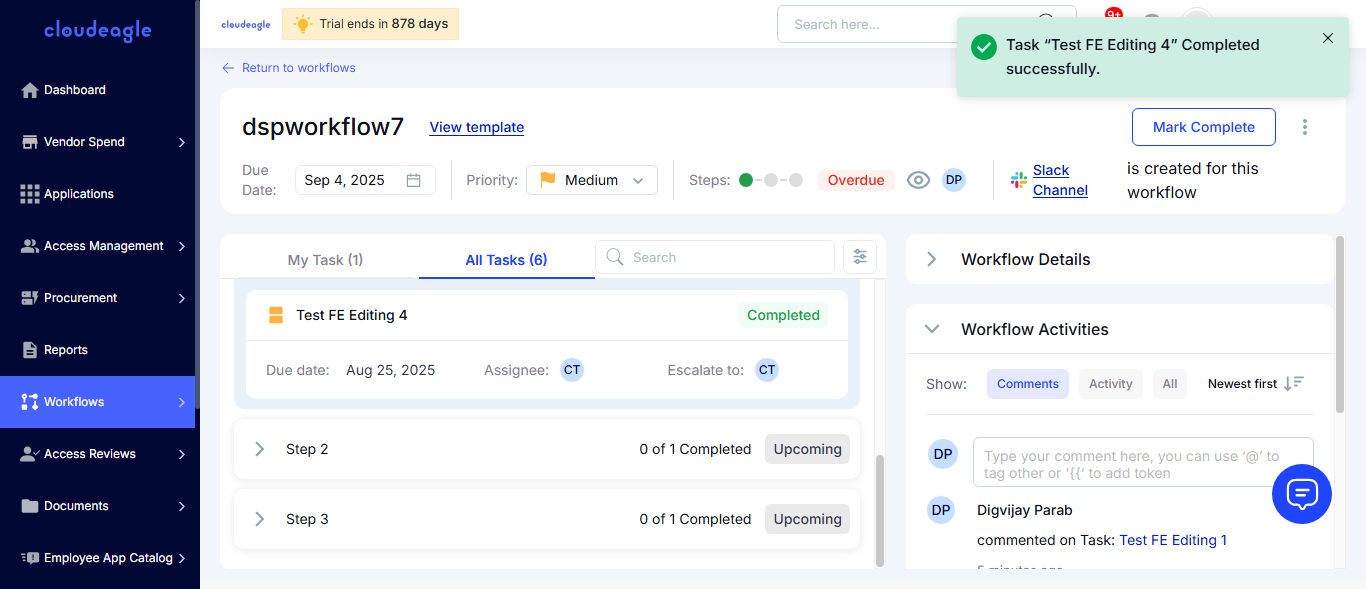 cloudeagle
Dashboard
Vendor Spend
Applications
Access Management
Procurement
Reports
Workflows
Access Reviews
Documents
Employee App Catalog
cloudeagle
Trial ends in 878 days
Search here...
9+
Task “Test FE Editing 4” Completed
successfully.
Return to workflows
dspworkflow7
View template
Mark Complete
Due
Date:
Sep 4, 2025
Priority:
Medium
Steps:
Overdue
DP
Slack
Channel
is created for this
workflow
My Task (1)
All Tasks (6)
Search
Test FE Editing 4
Completed
Due date: Aug 25, 2025
Assignee: CT
Escalate to: CT
Step 2
0 of 1 Completed
Upcoming
Step 3
0 of 1 Completed
Upcoming
Workflow Details
Workflow Activities
Show:
Comments
Activity
All
Newest first
DP
Type your comment here, you can use ‘@’ to
tag other or ‘{{‘ to add token
DP
Digvijay Parab
commented on Task: Test FE Editing 1
5 minutes ago